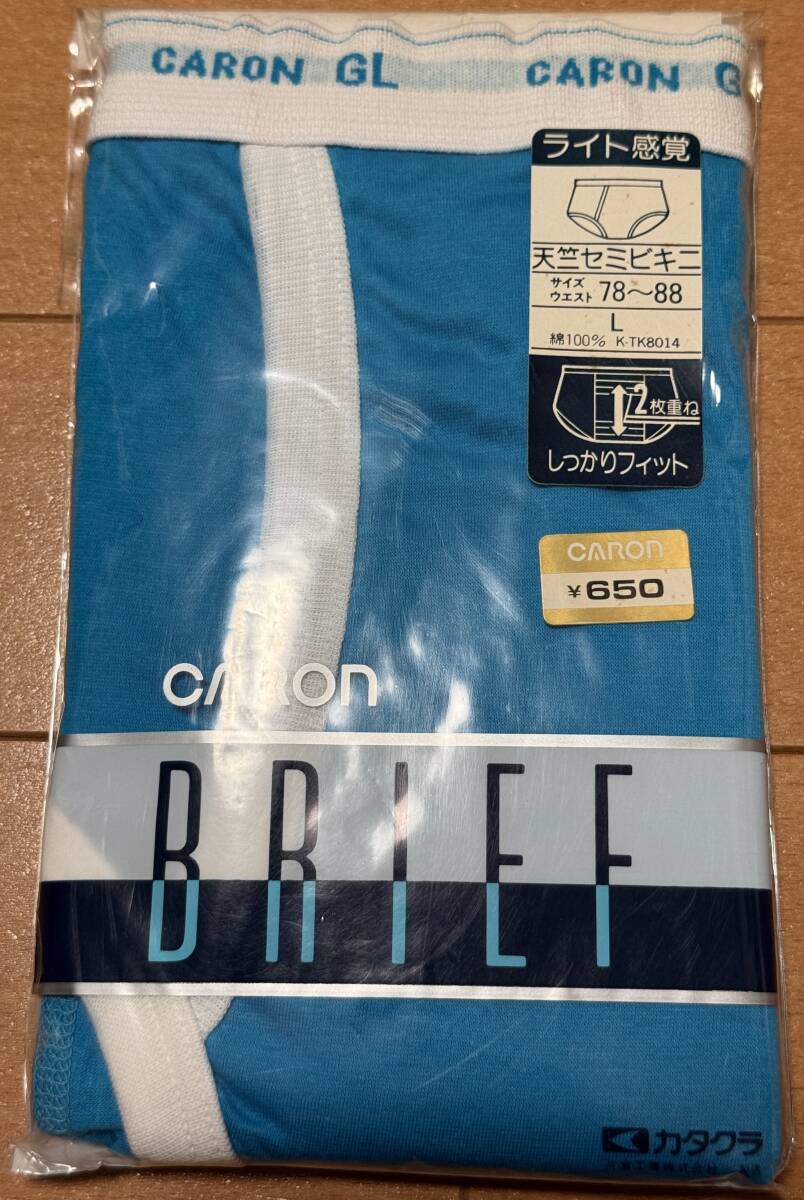 CARON GL CARON G
ライト感覚
天竺セミビキニ
サイズ
ウエスト 78〜88
L
綿100% K-TK8014
2枚重ね
しっかりフィット
CARON
¥650
CARON
BRIEF
カタクラ